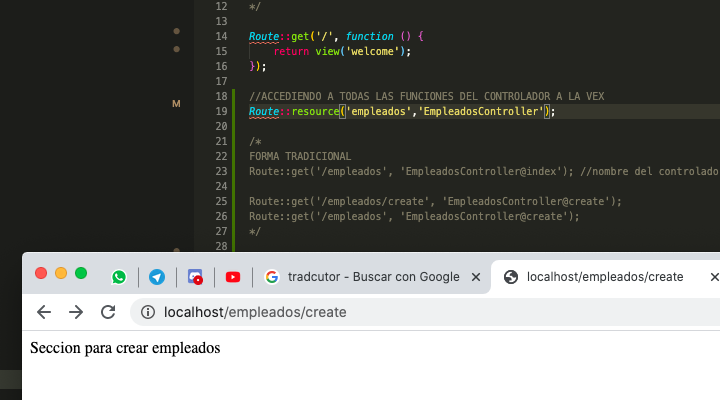 12 */
13
14 Route::get('/', function () {
15 return view('welcome');
16 });
17
18 //ACCEDIENDO A TODAS LAS FUNCIONES DEL CONTROLADOR A LA VEX
M
19 Route::resource('empleados','EmpleadosController');
20
21 /*
22 FORMA TRADICIONAL
23 Route::get('/empleados', 'EmpleadosController@index'); //nombre del controlado
24
25 Route::get('/empleados/create', 'EmpleadosController@create');
26 Route::get('/empleados', 'EmpleadosController@create');
27 */
28
tradcutor - Buscar con Google
localhost/empleados/create
localhost/empleados/create
Seccion para crear empleados